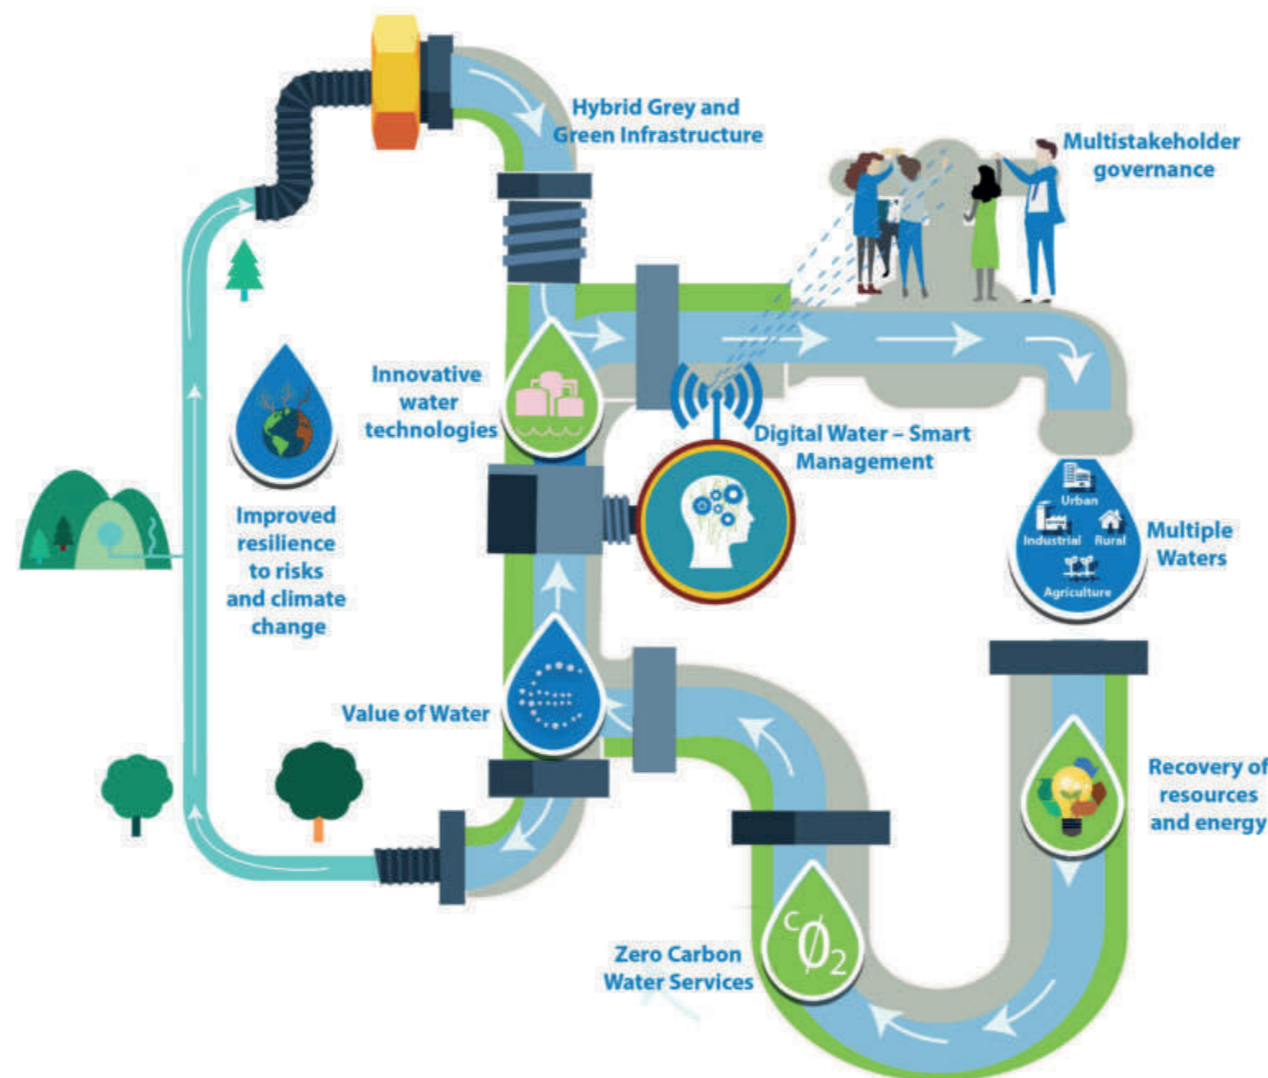 Hybrid Grey and
Green Infrastructure
Multistakeholder
governance
Innovative
water
technologies
Digital Water – Smart
Management
Improved
resilience
to risks
and climate
change
Urban
Industrial Rural
Agriculture
Multiple
Waters
Value of Water
Recovery of
resources
and energy
Zero Carbon
Water Services
CO2